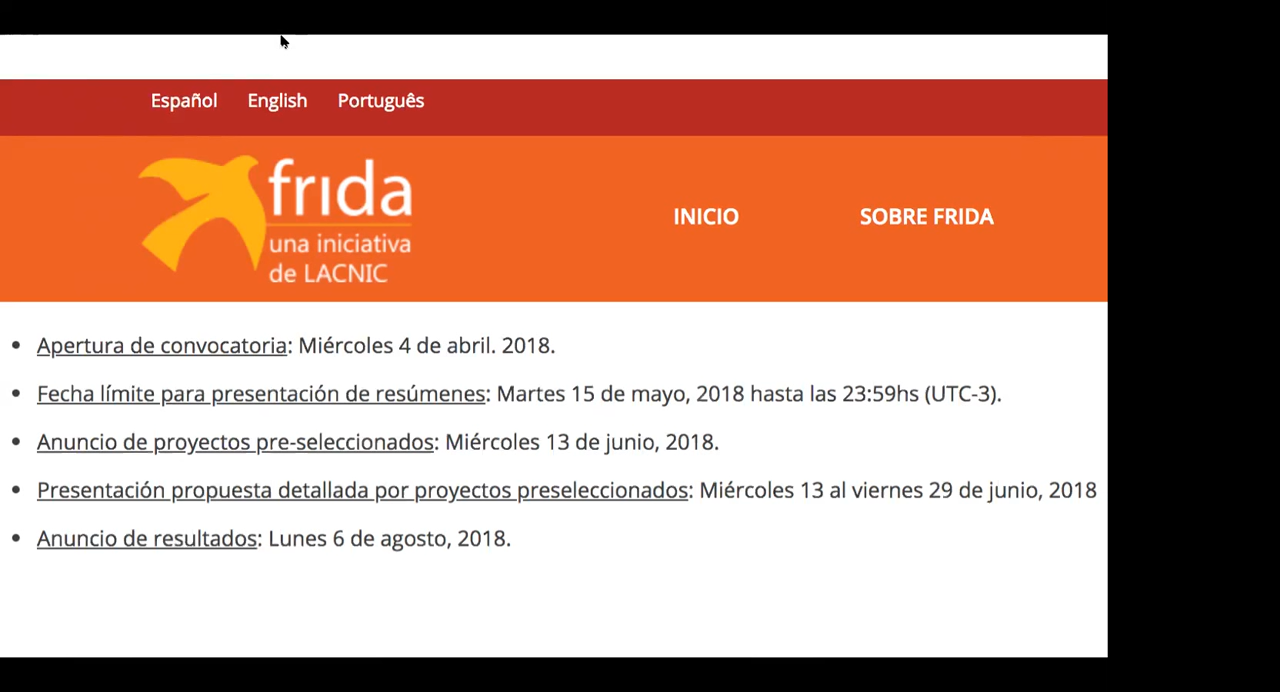 Español English Português
frida
una iniciativa
de LACNIC
INICIO SOBRE FRIDA
• Apertura de convocatoria: Miércoles 4 de abril. 2018.
• Fecha límite para presentación de resúmenes: Martes 15 de mayo, 2018 hasta las 23:59hs (UTC-3).
• Anuncio de proyectos pre-seleccionados: Miércoles 13 de junio, 2018.
• Presentación propuesta detallada por proyectos preseleccionados: Miércoles 13 al viernes 29 de junio, 2018
• Anuncio de resultados: Lunes 6 de agosto, 2018.